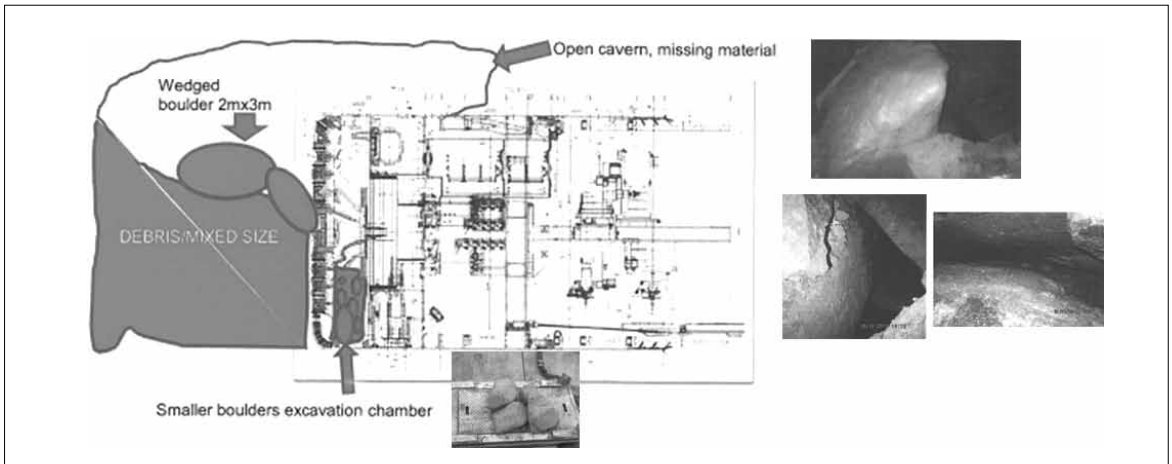 Open cavern, missing material
Wedged
boulder 2mx3m
DEBRIS/MIXED SIZE
Smaller boulders excavation chamber